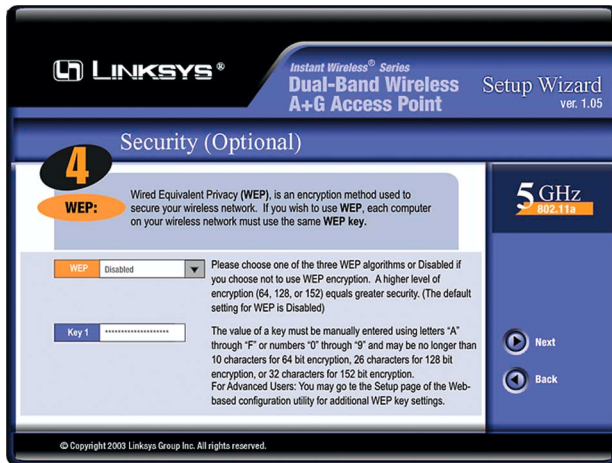 LINKSYS®
Instant Wireless® Series
Dual-Band Wireless
A+G Access Point
Setup Wizard
ver. 1.05
Security (Optional)
4
WEP:
Wired Equivalent Privacy (WEP), is an encryption method used to
secure your wireless network. If you wish to use WEP, each computer
on your wireless network must use the same WEP key.
5 GHz
802.11a
WEP
Disabled
Please choose one of the three WEP algorithms or Disabled if
you choose not to use WEP encryption. A higher level of
encryption (64, 128, or 152) equals greater security. (The default
setting for WEP is Disabled)
Key 1
*******************
The value of a key must be manually entered using letters “A”
through “F” or numbers “0” through “9” and may be no longer than
10 characters for 64 bit encryption, 26 characters for 128 bit
encryption, or 32 characters for 152 bit encryption.
For Advanced Users: You may go to the Setup page of the Web-
based configuration utility for additional WEP key settings.
Next
Back
© Copyright 2003 Linksys Group Inc. All rights reserved.